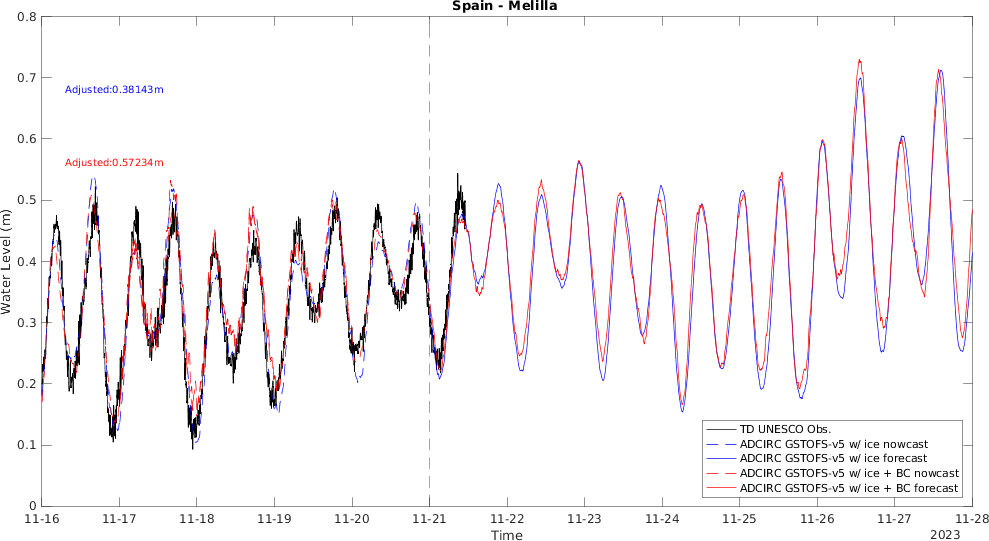 Spain - Melilla
0.8
0.7
0.6
0.5
0.4
0.3
0.2
0.1
0
Water Level (m)
Adjusted:0.38143m
Adjusted:0.57234m
TD UNESCO Obs.
ADCIRC GSTOFS-v5 w/ ice nowcast
ADCIRC GSTOFS-v5 w/ ice forecast
ADCIRC GSTOFS-v5 w/ ice + BC nowcast
ADCIRC GSTOFS-v5 w/ ice + BC forecast
11-16 11-17 11-18 11-19 11-20 11-21 11-22 11-23 11-24 11-25 11-26 11-27 11-28
Time
2023